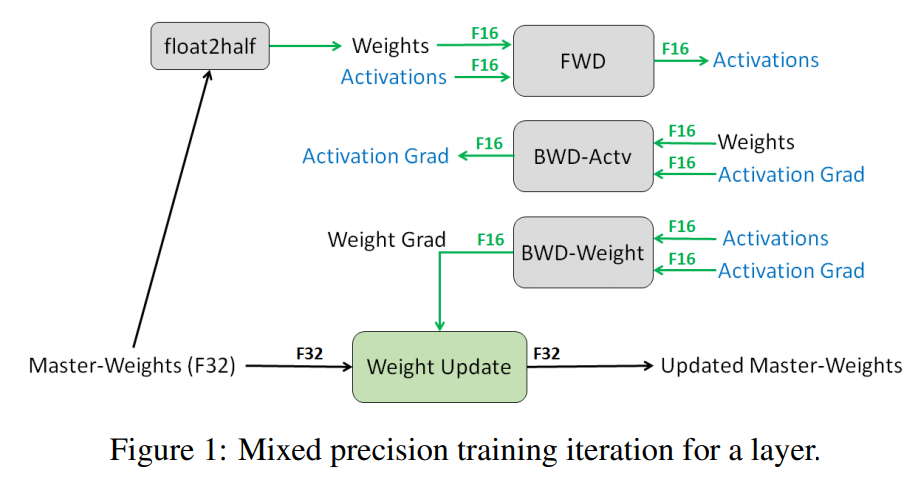 float2half
Weights
F16
Activations
F16
FWD
F16
Activations
Activation Grad
F16
BWD-Actv
F16
Weights
F16
Activation Grad
Weight Grad
F16
BWD-Weight
F16
Activations
F16
Activation Grad
Master-Weights (F32)
F32
Weight Update
F32
Updated Master-Weights
Figure 1: Mixed precision training iteration for a layer.